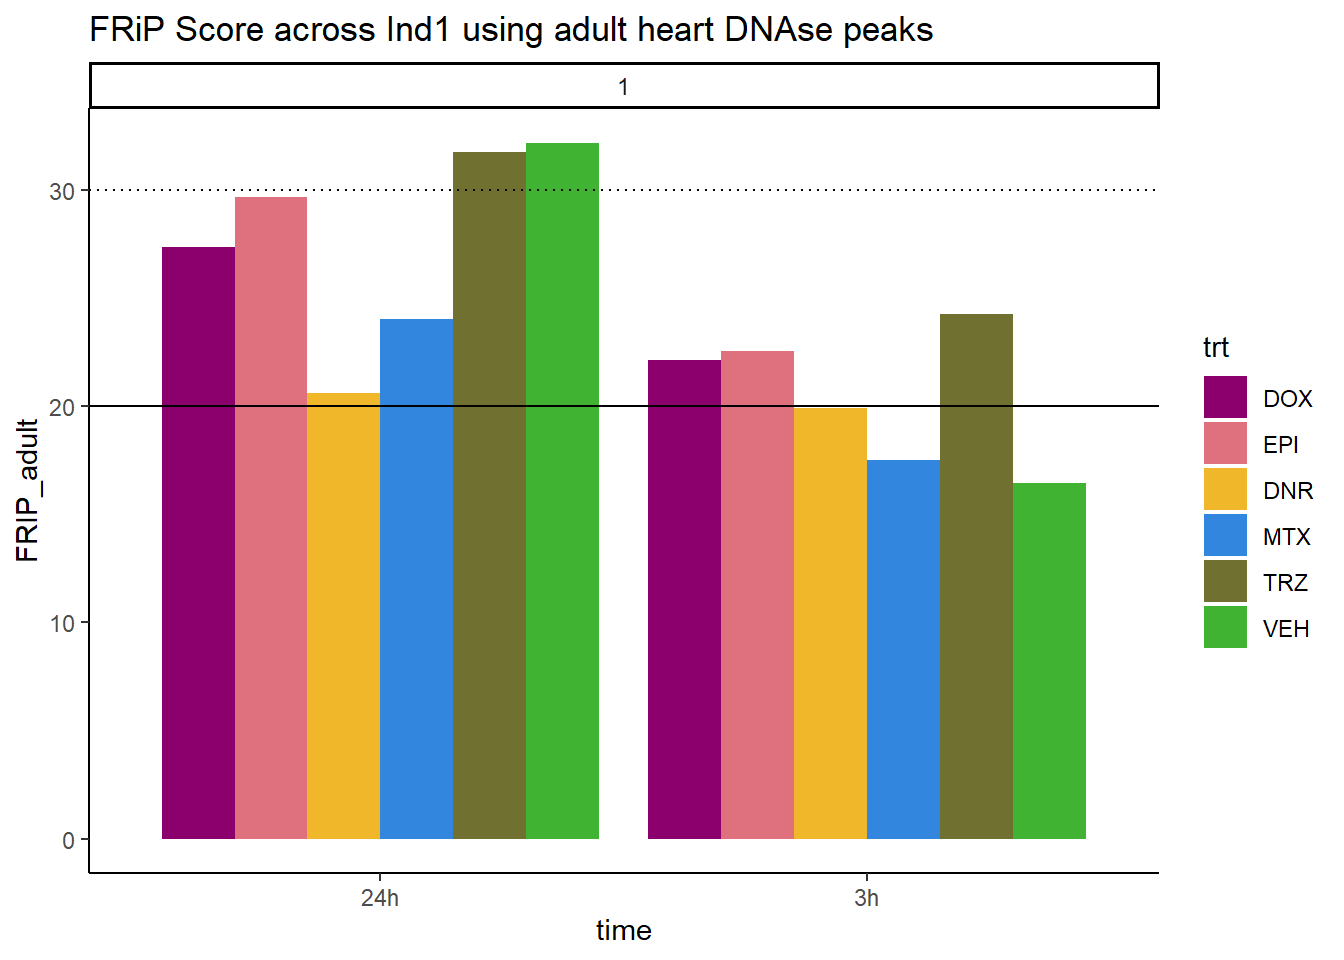 FRiP Score across Ind1 using adult heart DNAse peaks
1
30
20
10
0
FRIP_adult
24h
3h
time
trt
DOX
EPI
DNR
MTX
TRZ
VEH